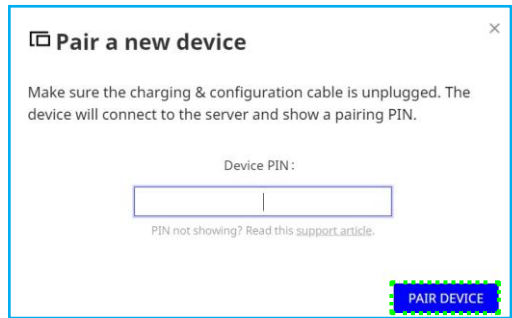 Pair a new device
Make sure the charging & configuration cable is unplugged. The
device will connect to the server and show a pairing PIN.
Device PIN:
PIN not showing? Read this support article.
PAIR DEVICE